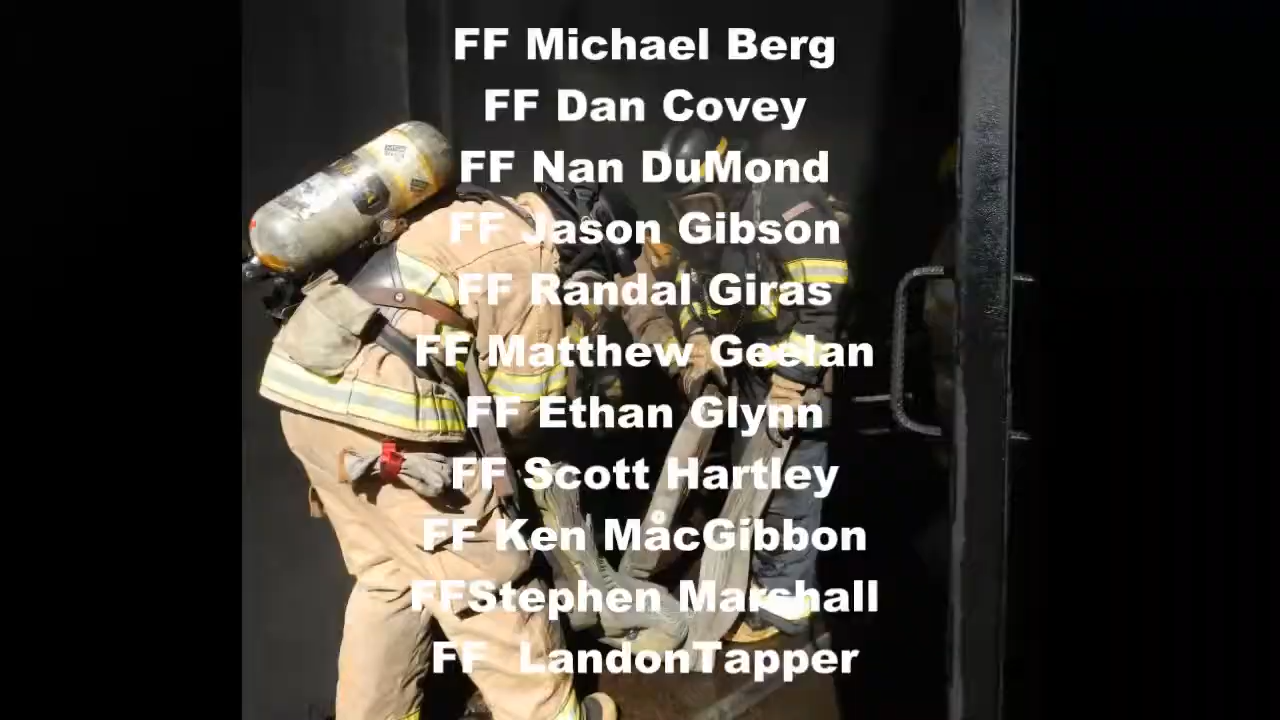 FF Michael Berg
FF Dan Covey
FF Nan DuMond
FF Jason Gibson
FF Randal Giras
FF Matthew Geelan
FF Ethan Glynn
FF Scott Hartley
FF Ken MacGibbon
FFStephen Marshall
FF LandonTapper